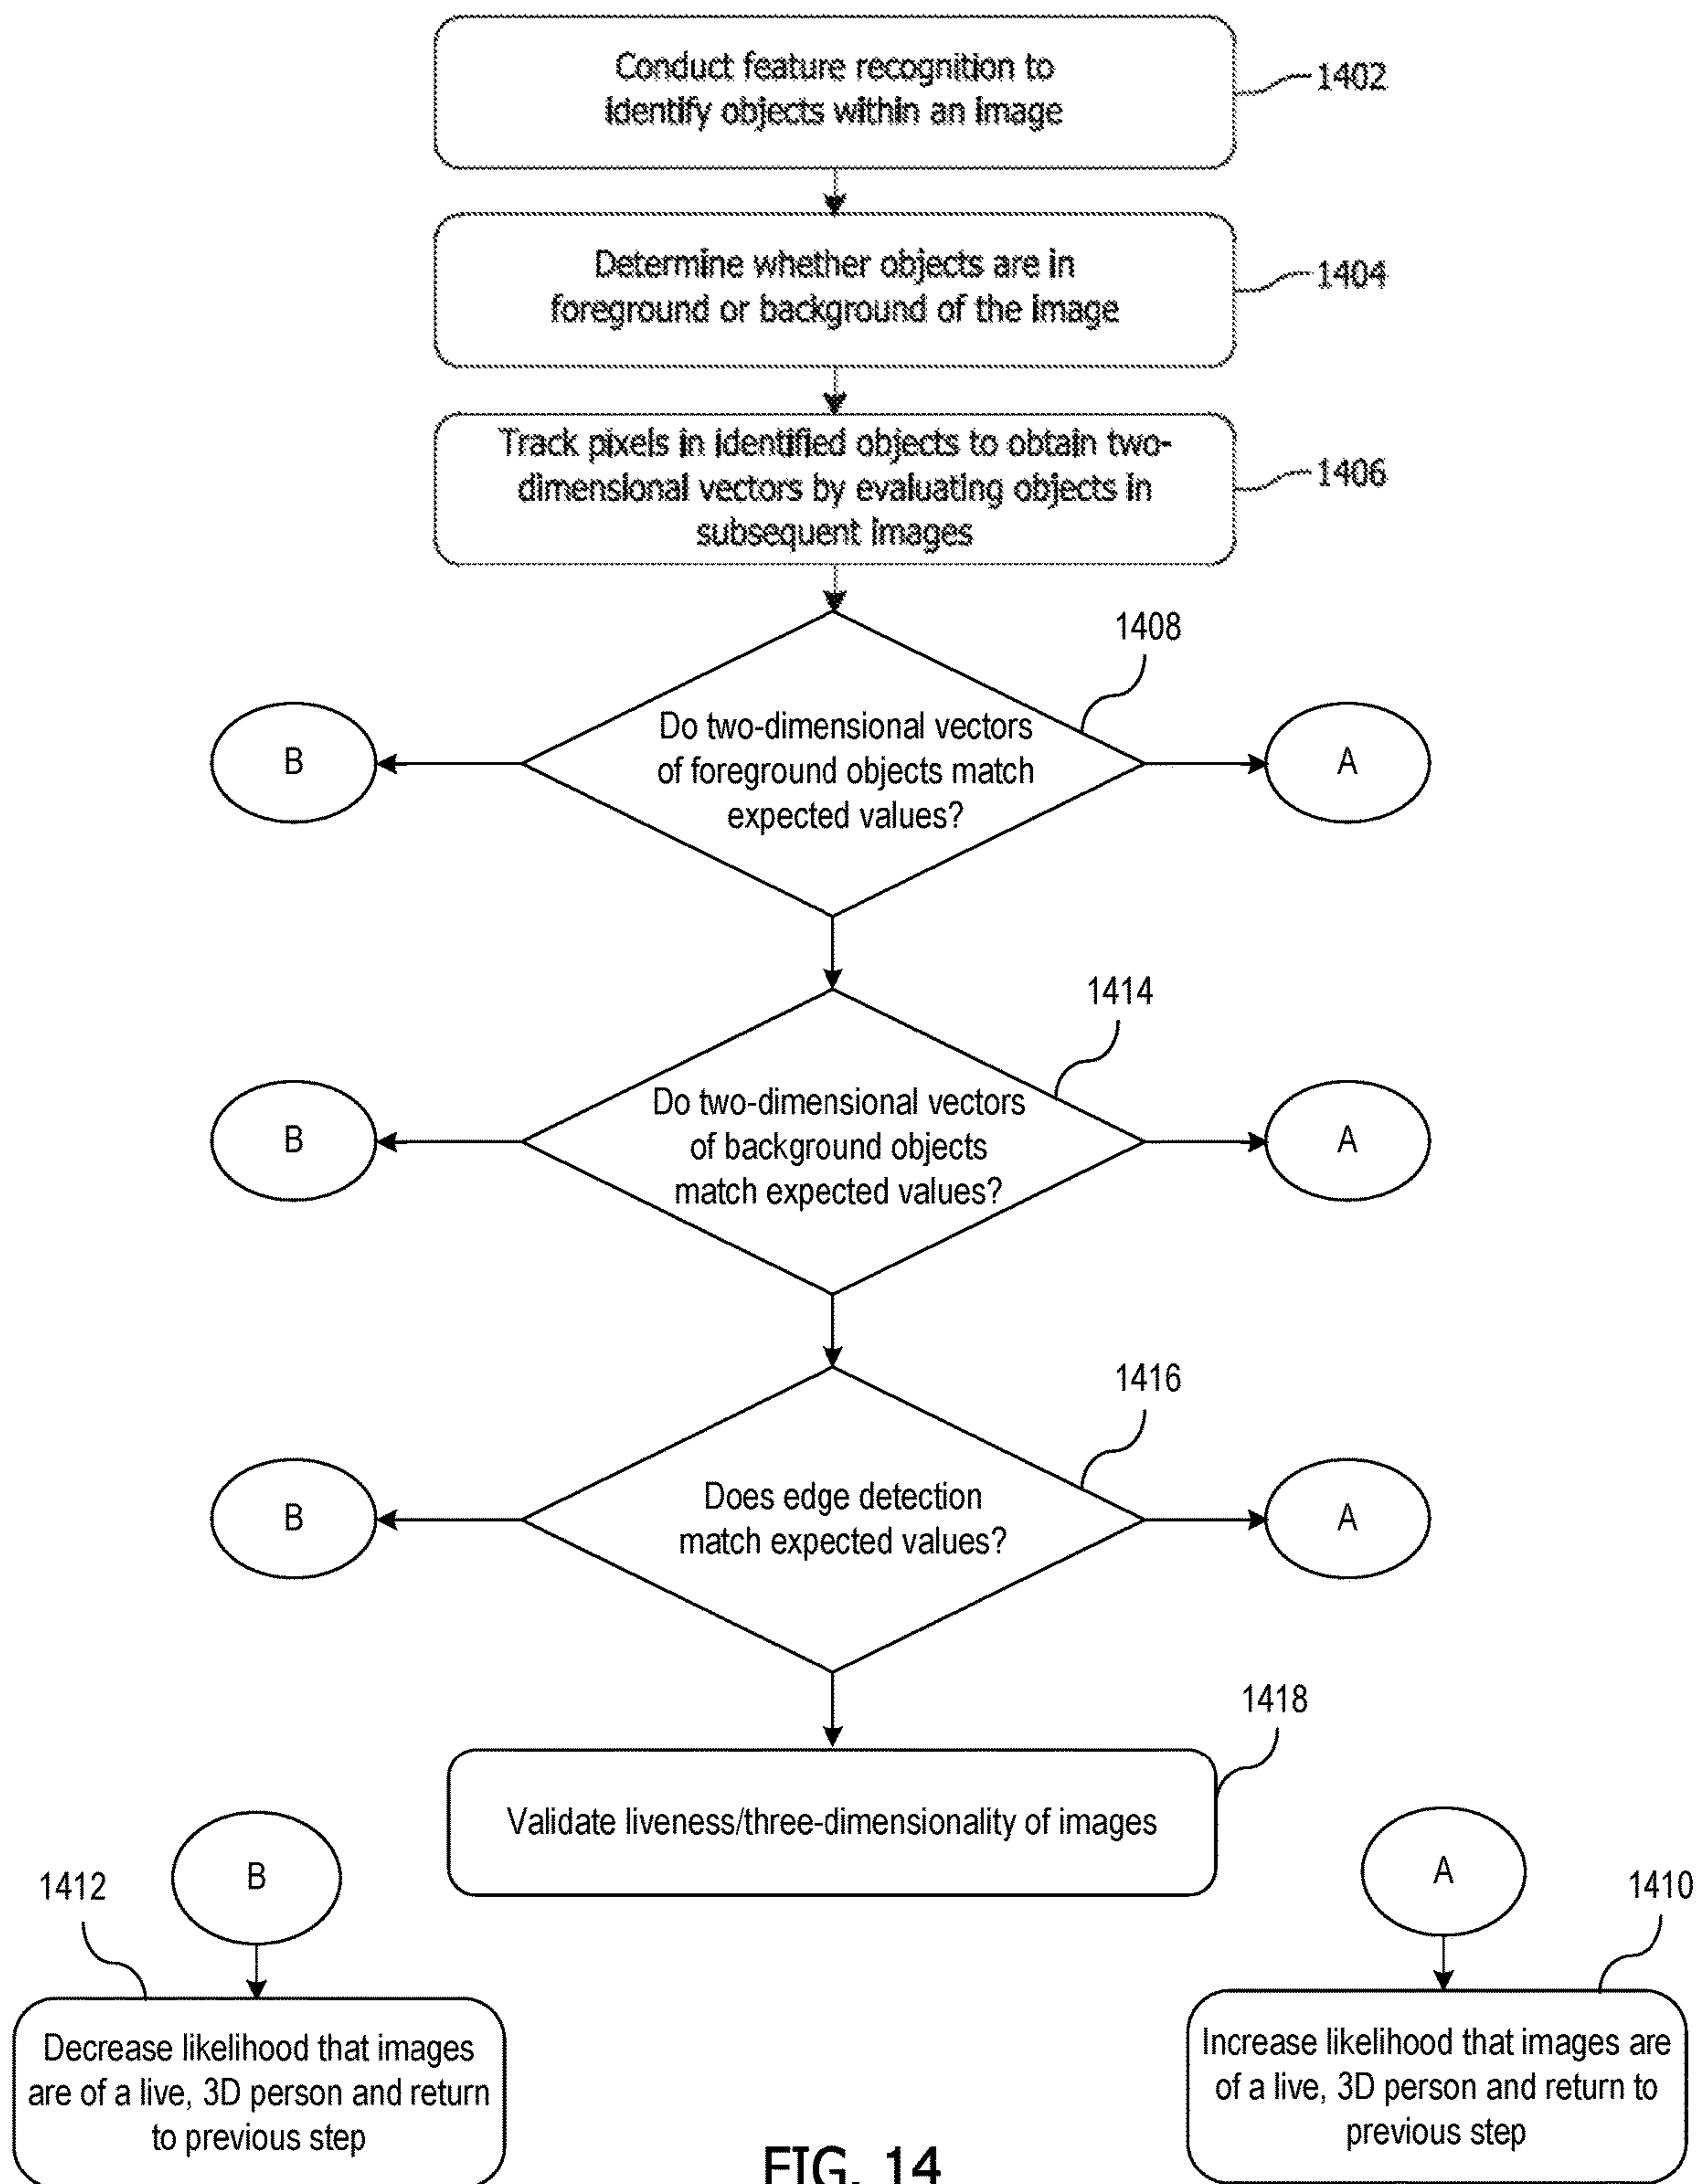 Conduct feature recognition to
identify objects within an image
1402
Determine whether objects are in
foreground or background of the image
1404
Track pixels in identified objects to obtain two-
dimensional vectors by evaluating objects in
subsequent images
1406
1408
B
Do two-dimensional vectors
of foreground objects match
expected values?
A
1414
B
Do two-dimensional vectors
of background objects
match expected values?
A
1416
B
Does edge detection
match expected values?
A
1418
Validate liveness/three-dimensionality of images
B
1412
Decrease likelihood that images
are of a live, 3D person and return
to previous step
A
1410
Increase likelihood that images are
of a live, 3D person and return to
previous step
FIG. 14